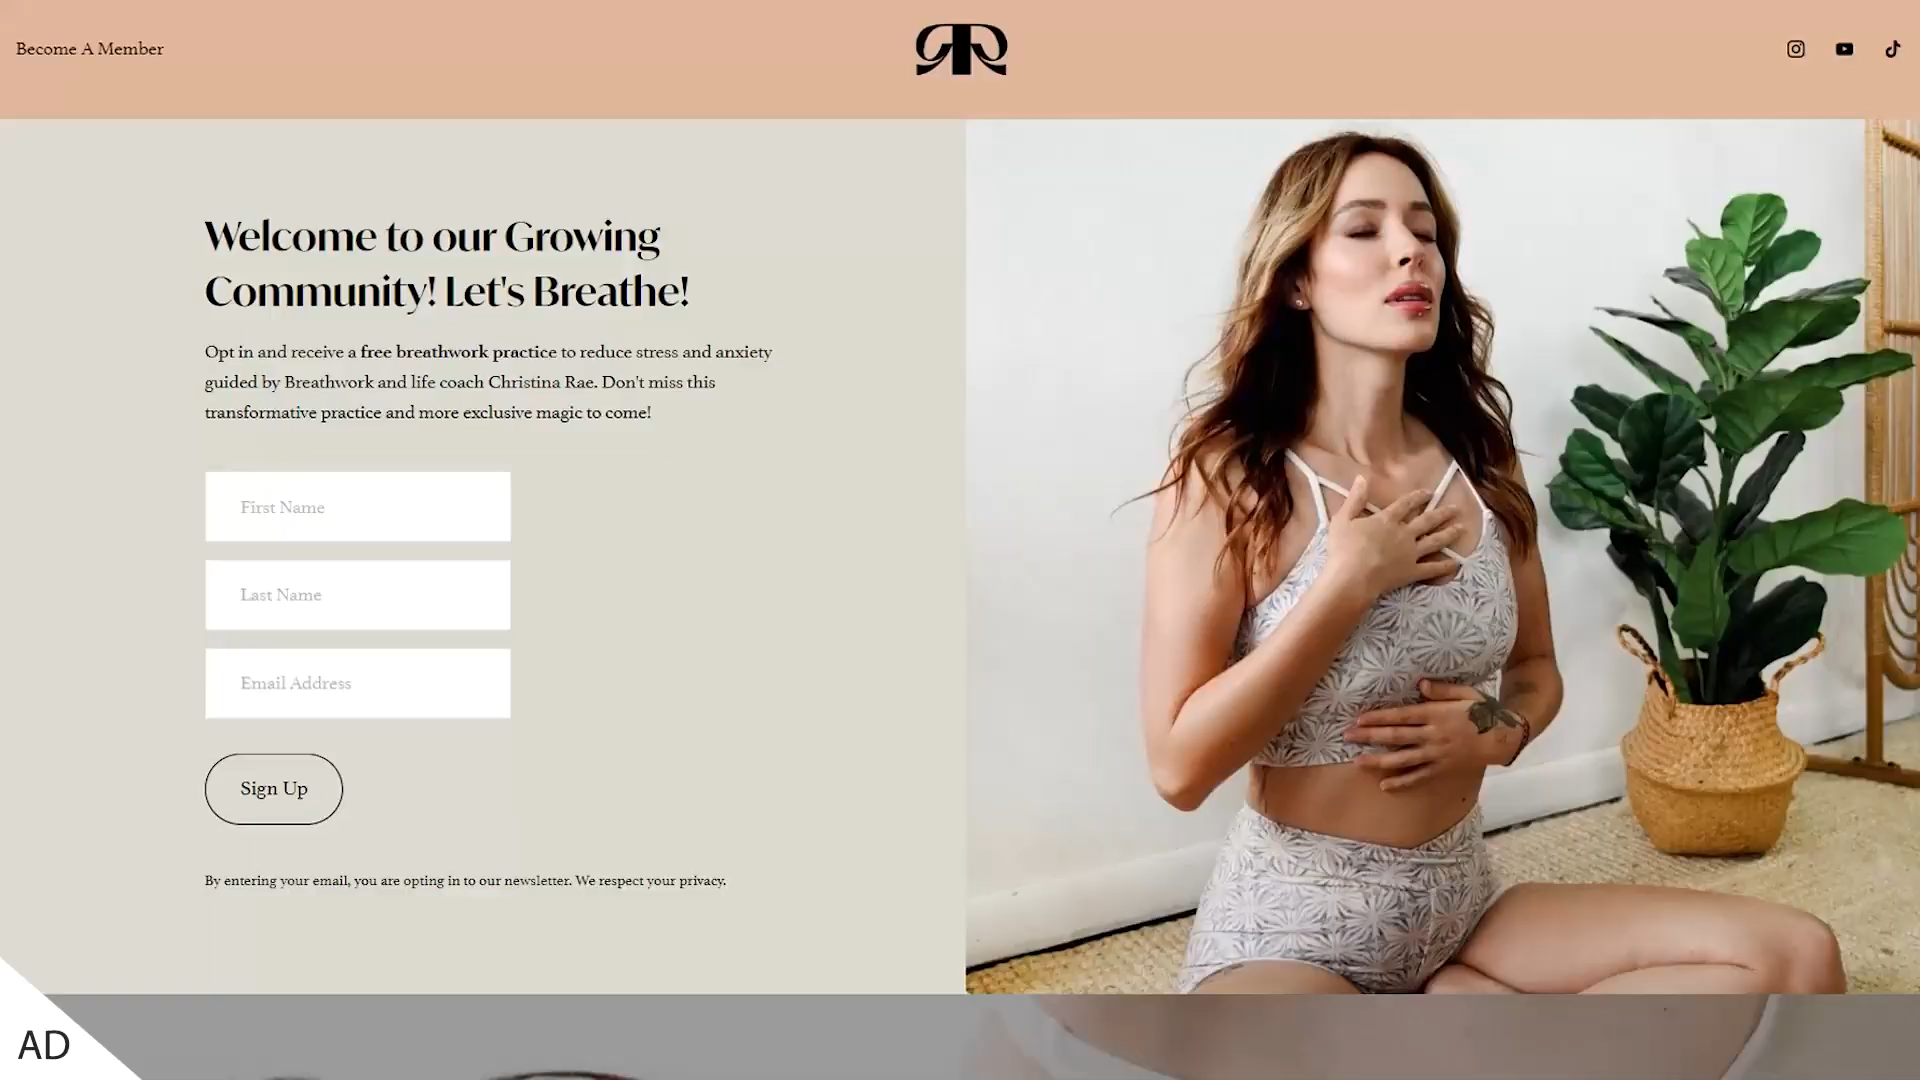 Become A Member
Welcome to our Growing
Community! Let's Breathe!
Opt in and receive a free breathwork practice to reduce stress and anxiety
guided by Breathwork and life coach Christina Rae. Don't miss this
transformative practice and more exclusive magic to come!
First Name
Last Name
Email Address
Sign Up
By entering your email, you are opting in to our newsletter. We respect your privacy.
AD